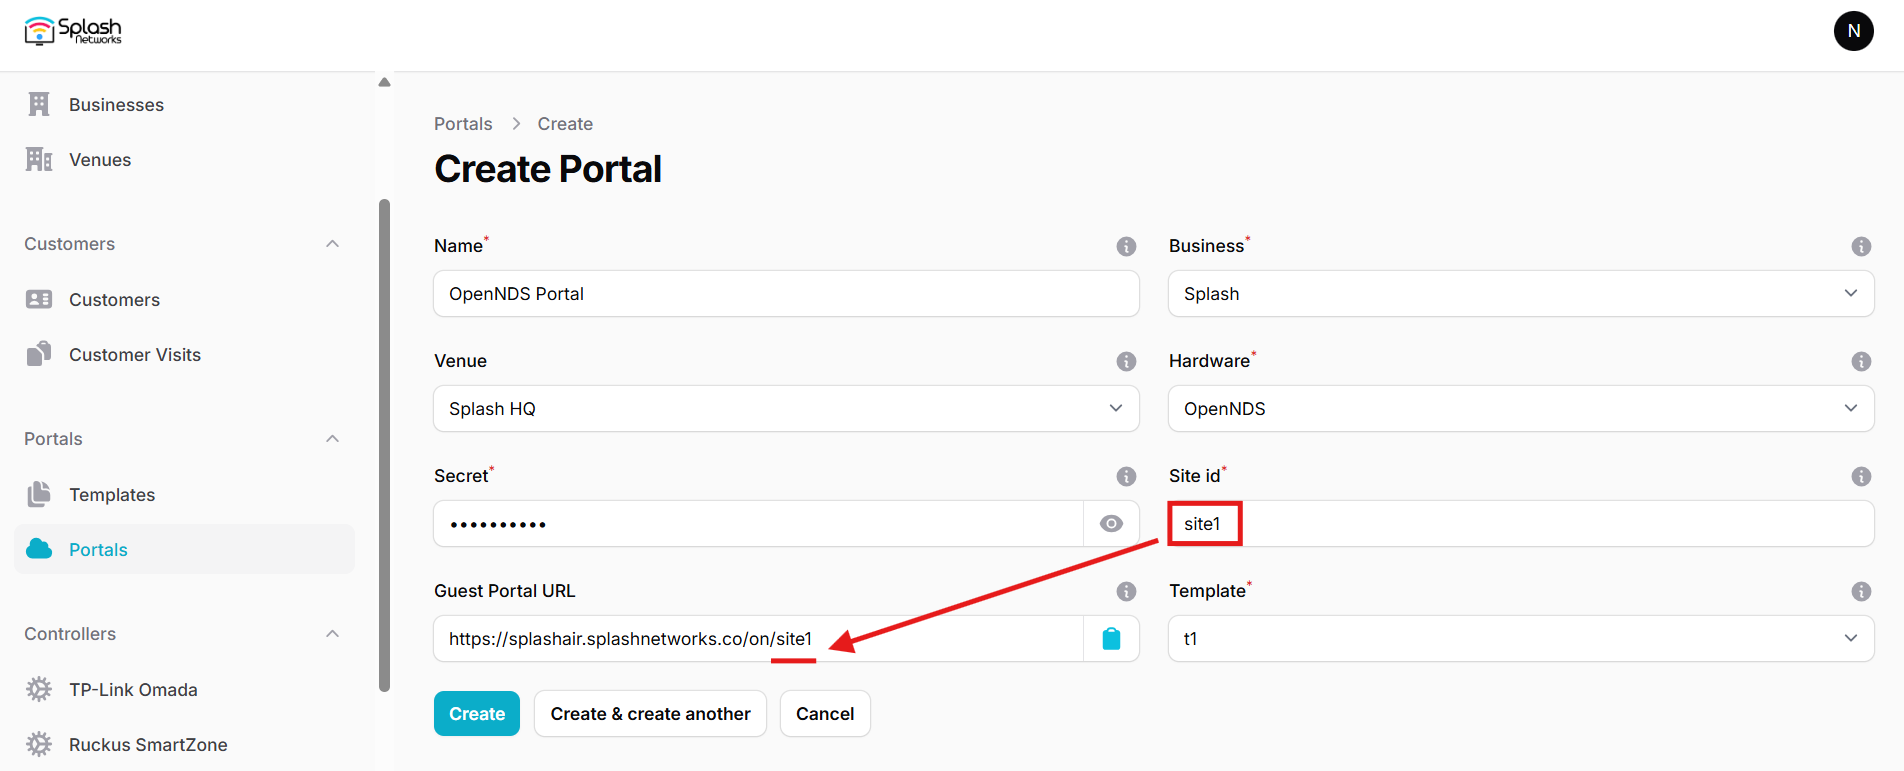 Splash
Networks
N
Businesses
Venues
Customers
Customers
Customer Visits
Portals
Templates
Portals
Controllers
TP-Link Omada
Ruckus SmartZone
Portals > Create
Create Portal
Name*
OpenNDS Portal
Business*
Splash
Venue
Splash HQ
Hardware*
OpenNDS
Secret*
••••••••••
Site id*
site1
Guest Portal URL
https://splashair.splashnetworks.co/on/site1
Template*
t1
Create
Create & create another
Cancel